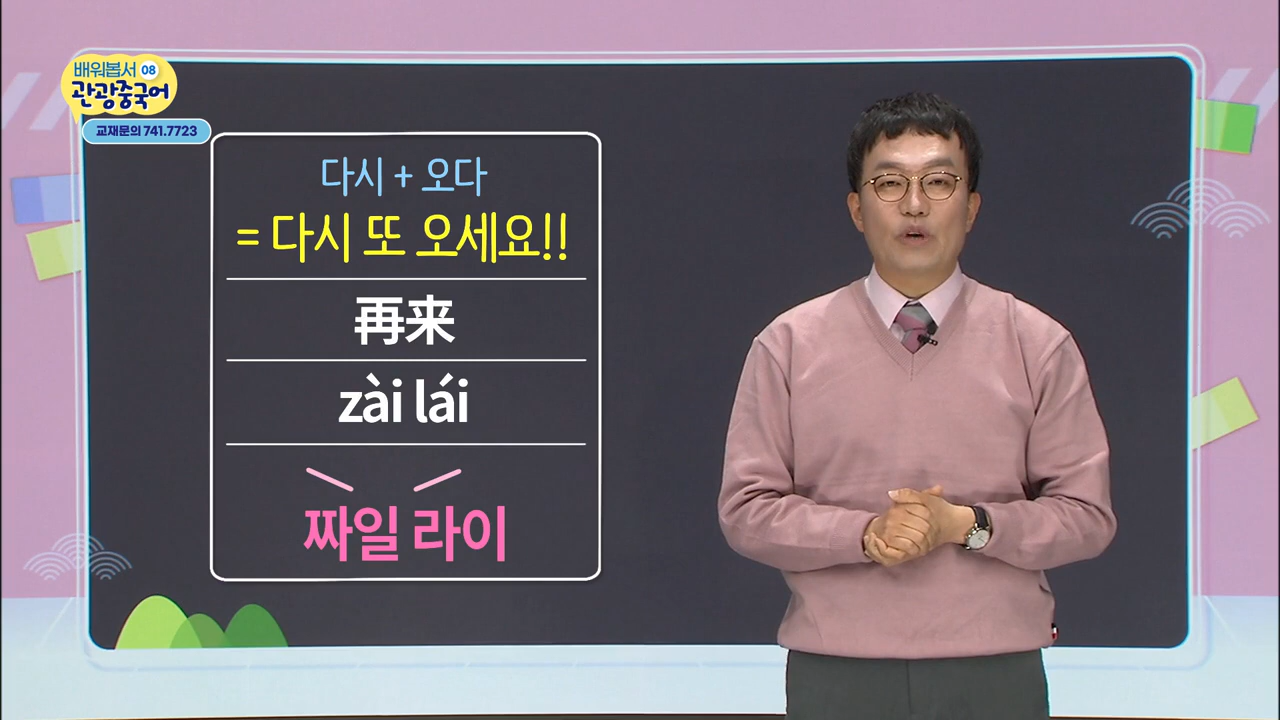 배워봅서 08
관광중국어
교재문의 741.7723
다시 + 오다
= 다시 또 오세요!!
再来
zài lái
짜일 라이